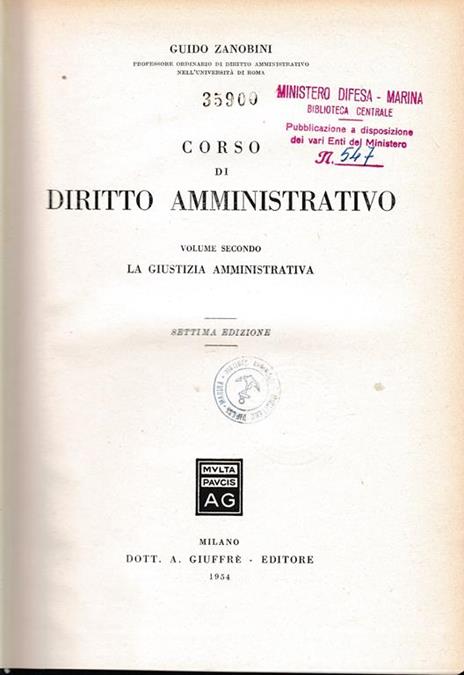 GUIDO ZANOBINI
PROFESSORE ORDINARIO DI DIRITTO AMMINISTRATIVO
NELL'UNIVERSITÀ DI ROMA
35900
MINISTERO DIFESA - MARINA
BIBLIOTECA CENTRALE
Pubblicazione a disposizione
dei vari Enti del Ministero
n. 547
CORSO
DI
DIRITTO AMMINISTRATIVO
VOLUME SECONDO
LA GIUSTIZIA AMMINISTRATIVA
SETTIMA EDIZIONE
MVLTA
PAVCIS
AG
MILANO
DOTT. A. GIUFFRÈ - EDITORE
1954